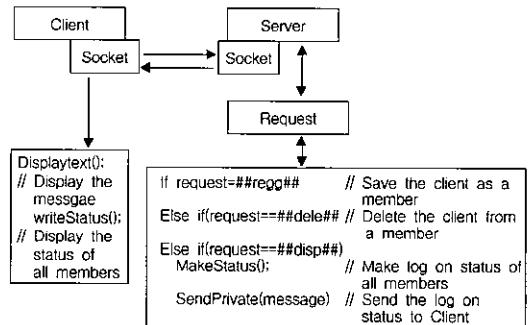 Client
Server
Socket
Socket
Request
Displaytext();
// Display the
messgae
writeStatus();
// Display the
status of
all members
If request=##regg## // Save the client as a
member
Else if(request==##dele## // Delete the client from
a member
Else if(request==##disp##)
MakeStatus(); // Make log on status of
all members
SendPrivate(message) // Send the log on
status to Client